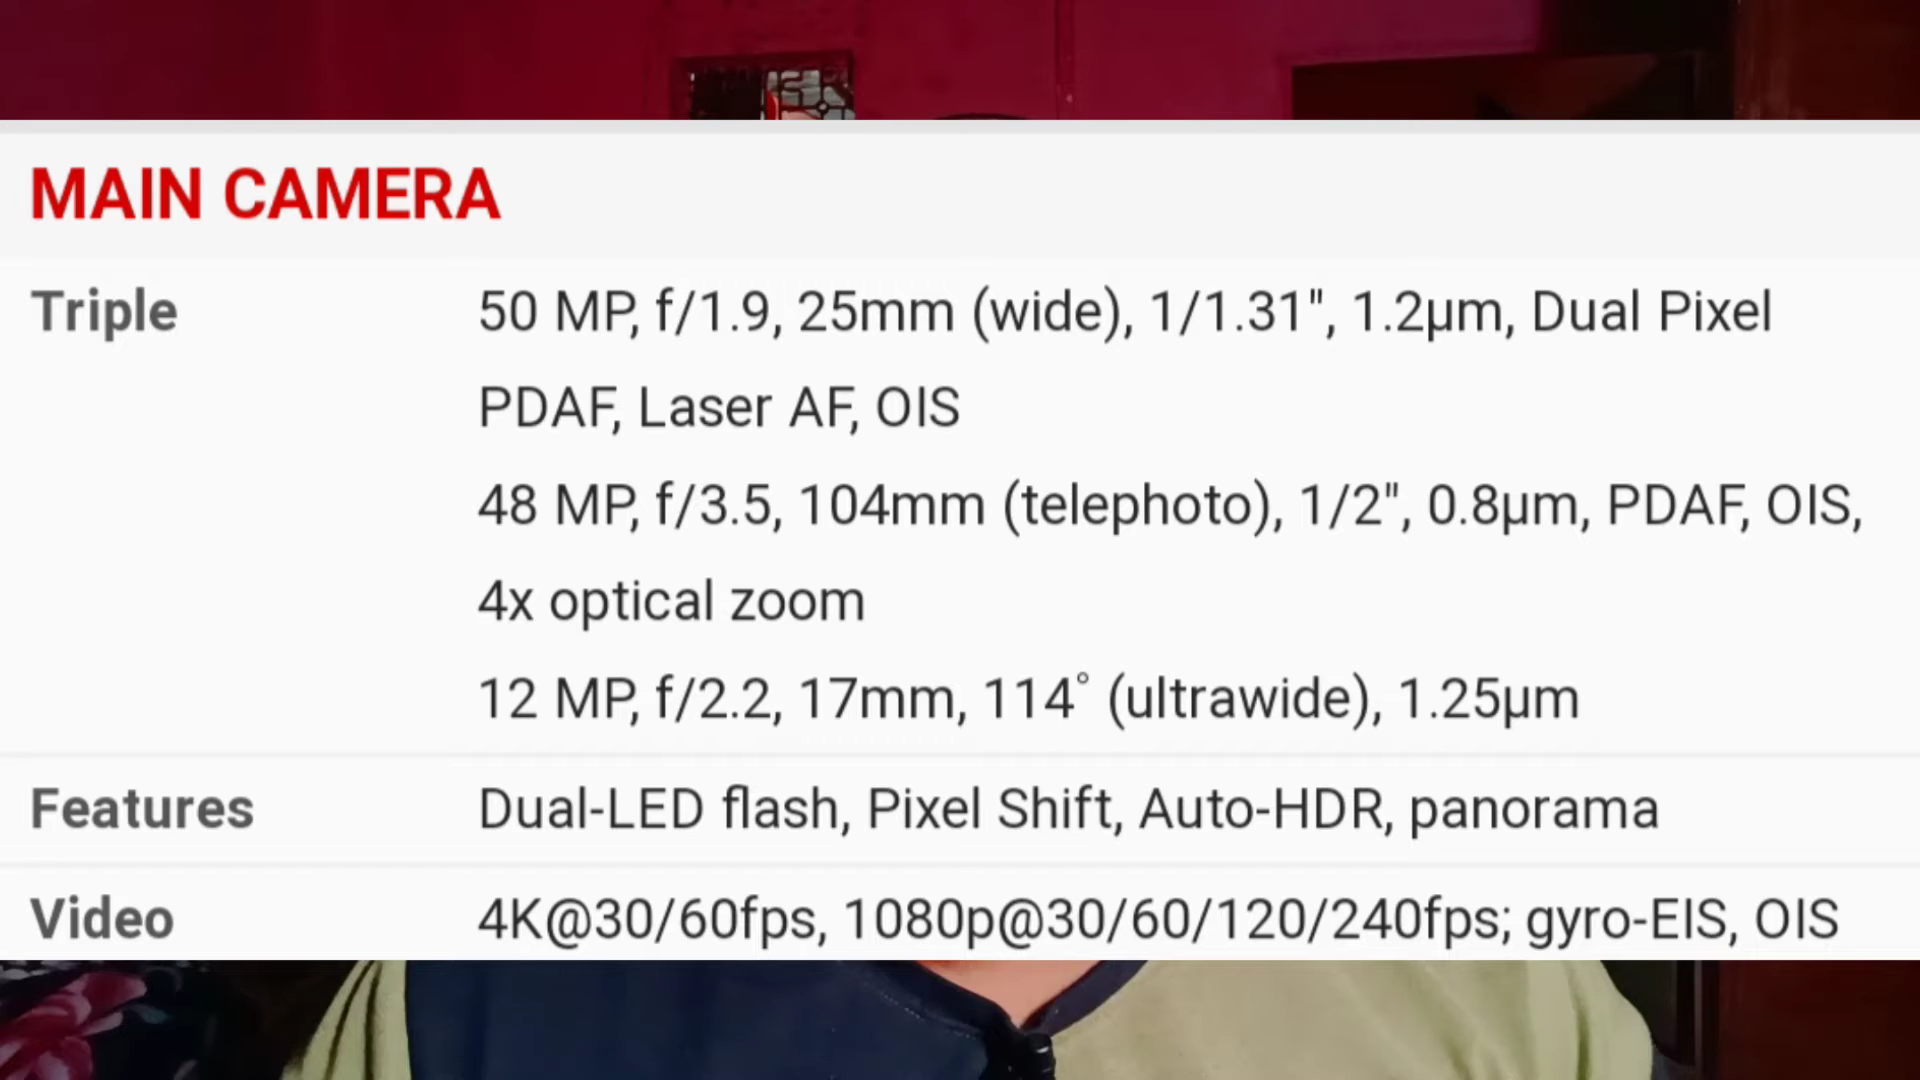 MAIN CAMERA
Triple 50 MP, f/1.9, 25mm (wide), 1/1.31", 1.2µm, Dual Pixel
PDAF, Laser AF, OIS
48 MP, f/3.5, 104mm (telephoto), 1/2", 0.8µm, PDAF, OIS,
4x optical zoom
12 MP, f/2.2, 17mm, 114˚ (ultrawide), 1.25µm
Features Dual-LED flash, Pixel Shift, Auto-HDR, panorama
Video 4K@30/60fps, 1080p@30/60/120/240fps; gyro-EIS, OIS